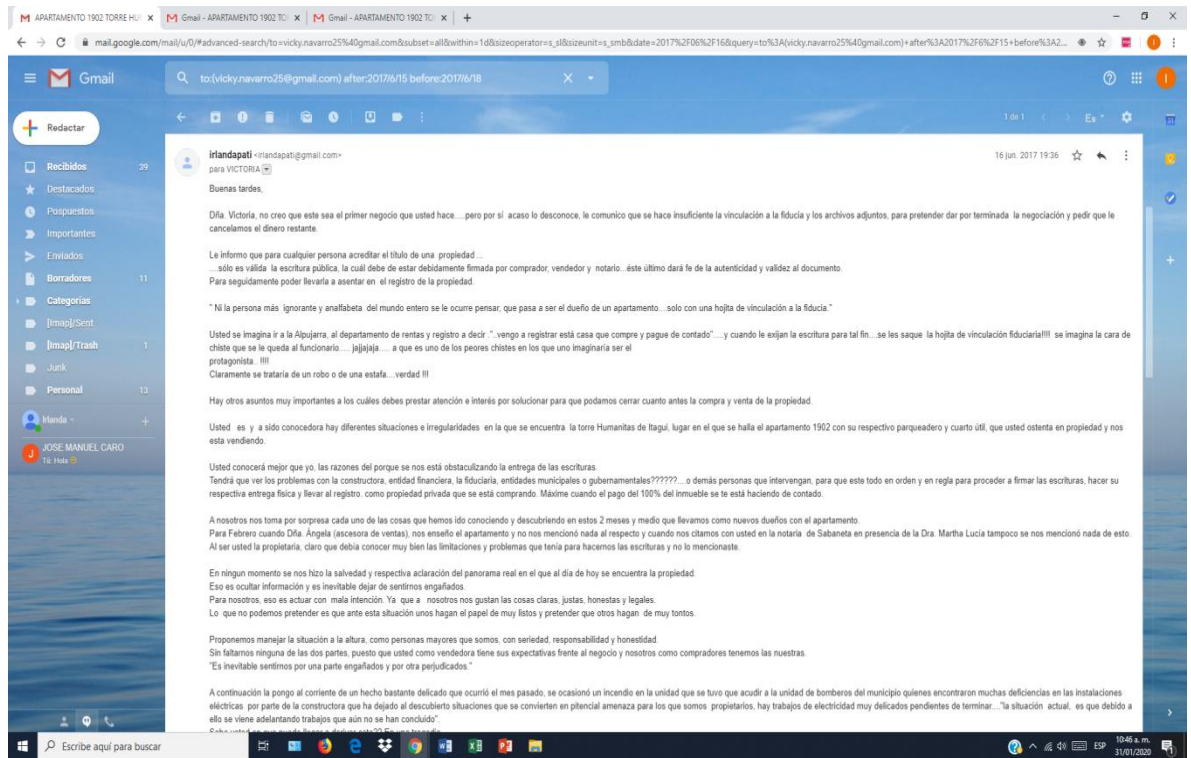 APARTAMENTO 1902 TORRE HU
Gmail - APARTAMENTO 1902 TO
Gmail - APARTAMENTO 1902 TO
mail.google.com/mail/u/0/#advanced-search/to=vicky.navarro25%40gmail.com&subset=all&within=1d&sizeoperator=s_sl&sizeunit=s_smb&date=2017%2F06%2F16&query=to%3A(vicky.navarro25%40gmail.com)+after%3A2017%2F6%2F15+before%3A2...
Gmail
to:(vicky.navarro25@gmail.com) after:2017/6/15 before:2017/6/18
Redactar
1 de 1
Es
Recibidos 39
Destacados
Pospuestos
Importantes
Enviados
Borradores 11
Categorías
[Imap]/Sent
[Imap]/Trash 1
Junk
Personal 13
Irlanda
JOSE MANUEL CARO
Tú: Hola
irlandapati <irlandapati@gmail.com>
16 jun. 2017 19:36
para VICTORIA
Buenas tardes,
Dña. Victoria, no creo que este sea el primer negocio que usted hace.....pero por sí acaso lo desconoce, le comunico que se hace insuficiente la vinculación a la fiducia y los archivos adjuntos, para pretender dar por terminada la negociación y pedir que le
cancelamos el dinero restante.
Le informo que para cualquier persona acreditar el título de una propiedad ...
....sólo es válida la escritura pública, la cuál debe de estar debidamente firmada por comprador, vendedor y notario...éste último dará fe de la autenticidad y validez al documento.
Para seguidamente poder llevarla a asentar en el registro de la propiedad.
" Ni la persona más ignorante y analfabeta del mundo entero se le ocurre pensar, que pasa a ser el dueño de un apartamento....solo con una hojita de vinculación a la fiducia."
Usted se imagina ir a la Alpujarra, al departamento de rentas y registro a decir :"..vengo a registrar está casa que compre y pague de contado".....y cuando le exijan la escritura para tal fin....se les saque la hojita de vinculación fiduciaria!!!! se imagina la cara de
chiste que se le queda al funcionario..... jajjajaja..... a que es uno de los peores chistes en los que uno imaginaría ser el
protagonista.. !!!!
Claramente se trataría de un robo o de una estafa....verdad !!!
Hay otros asuntos muy importantes a los cuáles debes prestar atención e interés por solucionar para que podamos cerrar cuanto antes la compra y venta de la propiedad.
Usted es y a sido conocedora hay diferentes situaciones e irregularidades en la que se encuentra la torre Humanitas de Itagui, lugar en el que se halla el apartamento 1902 con su respectivo parqueadero y cuarto útil, que usted ostenta en propiedad y nos
esta vendiendo.
Usted conocerá mejor que yo, las razones del porque se nos está obstaculizando la entrega de las escrituras.
Tendrá que ver los problemas con la constructora, entidad financiera, la fiduciaria, entidades municipales o gubernamentales??????....o demás personas que intervengan, para que este todo en orden y en regla para proceder a firmar las escrituras, hacer su
respectiva entrega física y llevar al registro. como propiedad privada que se está comprando. Máxime cuando el pago del 100% del inmueble se te está haciendo de contado.
A nosotros nos toma por sorpresa cada uno de las cosas que hemos ido conociendo y descubriendo en estos 2 meses y medio que llevamos como nuevos dueños con el apartamento.
Para Febrero cuando Dña. Ángela (ascesora de ventas), nos enseño el apartamento y no nos mencionó nada al respecto y cuando nos citamos con usted en la notaría de Sabaneta en presencia de la Dra. Martha Lucía tampoco se nos mencionó nada de esto.
Al ser usted la propietaria, claro que debia conocer muy bien las limitaciones y problemas que tenía para hacernos las escrituras y no lo mencionaste.
En ningun momento se nos hizo la salvedad y respectiva aclaración del panorama real en el que al día de hoy se encuentra la propiedad.
Eso es ocultar información y es inevitable dejar de sentirnos engañados.
Para nosotros, eso es actuar con mala intención. Ya que a nosotros nos gustan las cosas claras, justas, honestas y legales.
Lo que no podemos pretender es que ante esta situación unos hagan el papel de muy listos y pretender que otros hagan de muy tontos.
Proponemos manejar la situación a la altura, como personas mayores que somos, con seriedad, responsabilidad y honestidad.
Sin faltarnos ninguna de las dos partes, puesto que usted como vendedora tiene sus expectativas frente al negocio y nosotros como compradores tenemos las nuestras.
"Es inevitable sentirnos por una parte engañados y por otra perjudicados."
A continuación la pongo al corriente de un hecho bastante delicado que ocurrió el mes pasado, se ocasionó un incendio en la unidad que se tuvo que acudir a la unidad de bomberos del municipio quienes encontraron muchas deficiencias en las instalaciones
eléctricas por parte de la constructora que ha dejado al descubierto situaciones que se convierten en pitencial amenaza para los que somos propietarios, hay trabajos de electricidad muy delicados pendientes de terminar...."la situación actual, es que debido a
ello se viene adelantando trabajos que aún no se han concluido".
Escribe aquí para buscar
ESP
10:46 a. m.
31/01/2020